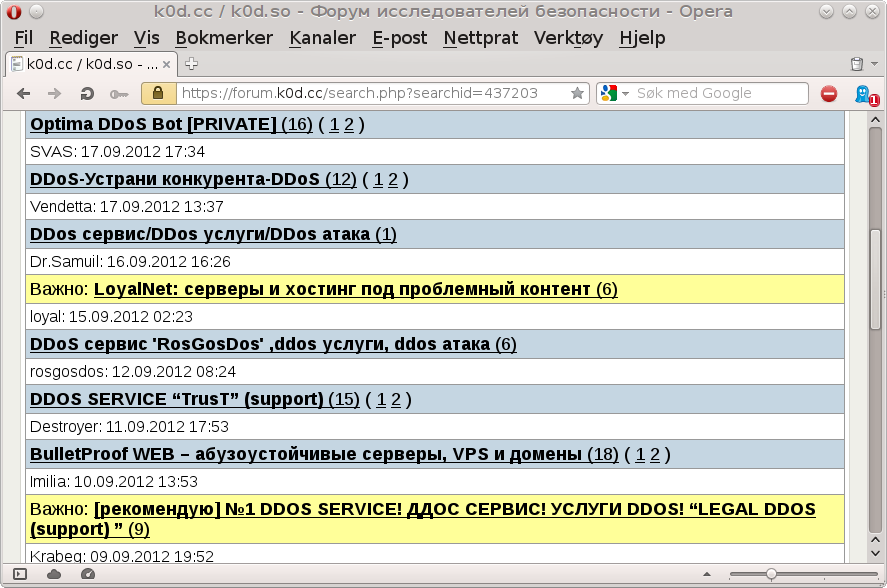 k0d.cc / k0d.so - Форум исследователей безопасности - Opera
Fil Rediger Vis Bokmerker Kanaler E-post Nettprat Verktøy Hjelp
k0d.cc / k0d.so - ...
https://forum.k0d.cc/search.php?searchid=437203 Søk med Google 1
Optima DDoS Bot [PRIVATE] (16) ( 1 2 )
SVAS: 17.09.2012 17:34
DDoS-Устрани конкурента-DDoS (12) ( 1 2 )
Vendetta: 17.09.2012 13:37
DDos сервис/DDos услуги/DDos атака (1)
Dr.Samuil: 16.09.2012 16:26
Важно: LoyalNet: серверы и хостинг под проблемный контент (6)
loyal: 15.09.2012 02:23
DDoS сервис 'RosGosDos' ,ddos услуги, ddos атака (6)
rosgosdos: 12.09.2012 08:24
DDOS SERVICE “TrusT” (support) (15) ( 1 2 )
Destroyer: 11.09.2012 17:53
BulletProof WEB – абузоустойчивые серверы, VPS и домены (18) ( 1 2 )
Imilia: 10.09.2012 13:53
Важно: [рекомендую] №1 DDOS SERVICE! ДДОС СЕРВИС! УСЛУГИ DDOS! “LEGAL DDOS
(support) ” (9)
Krabeg: 09.09.2012 19:52